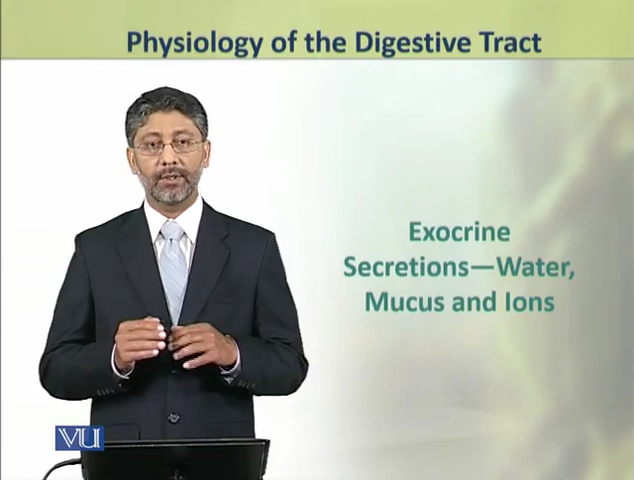 Physiology of the Digestive Tract
Exocrine
Secretions—Water,
Mucus and Ions
VU